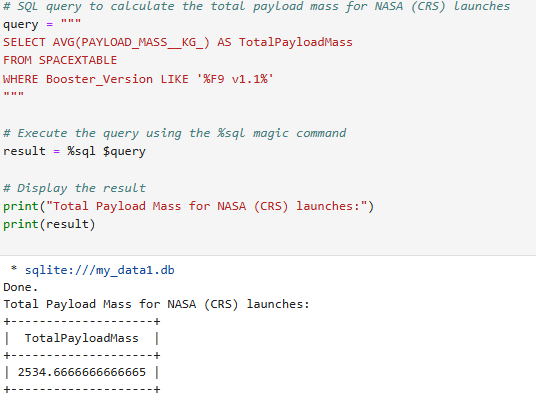 # SQL query to calculate the total payload mass for NASA (CRS) launches
query = """
SELECT AVG(PAYLOAD_MASS__KG_) AS TotalPayloadMass
FROM SPACEXTABLE
WHERE Booster_Version LIKE '%F9 v1.1%'
"""

# Execute the query using the %sql magic command
result = %sql $query

# Display the result
print("Total Payload Mass for NASA (CRS) launches:")
print(result)

 * sqlite:///my_data1.db
Done.
Total Payload Mass for NASA (CRS) launches:
+--------------------+
|  TotalPayloadMass  |
+--------------------+
| 2534.6666666666665 |
+--------------------+